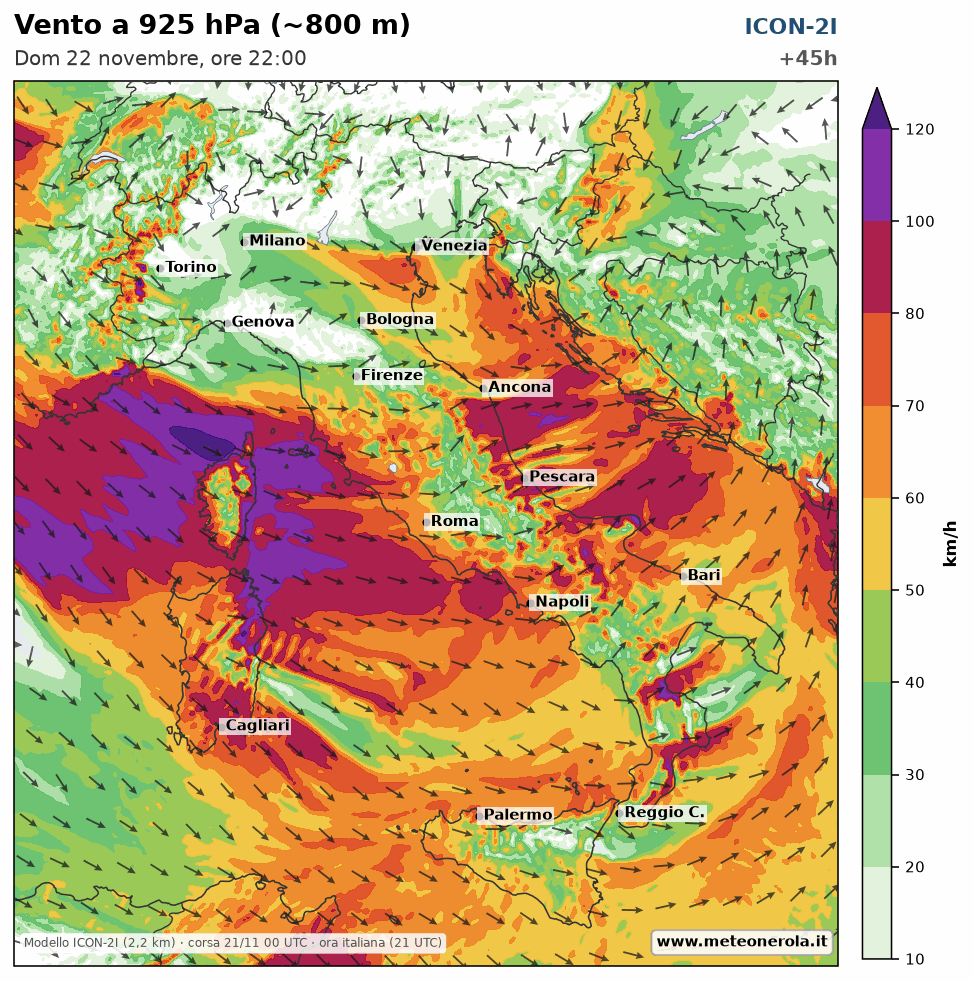 Vento a 925 hPa (~800 m)
ICON-2I
Dom 22 novembre, ore 22:00
+45h
Milano
Venezia
Torino
Genova
Bologna
Firenze
Ancona
Pescara
Roma
Bari
Napoli
Cagliari
Palermo
Reggio C.
120
100
80
70
60
50
40
30
20
10
km/h
Modello ICON-2I (2,2 km) · corsa 21/11 00 UTC · ora italiana (21 UTC)
www.meteonerola.it